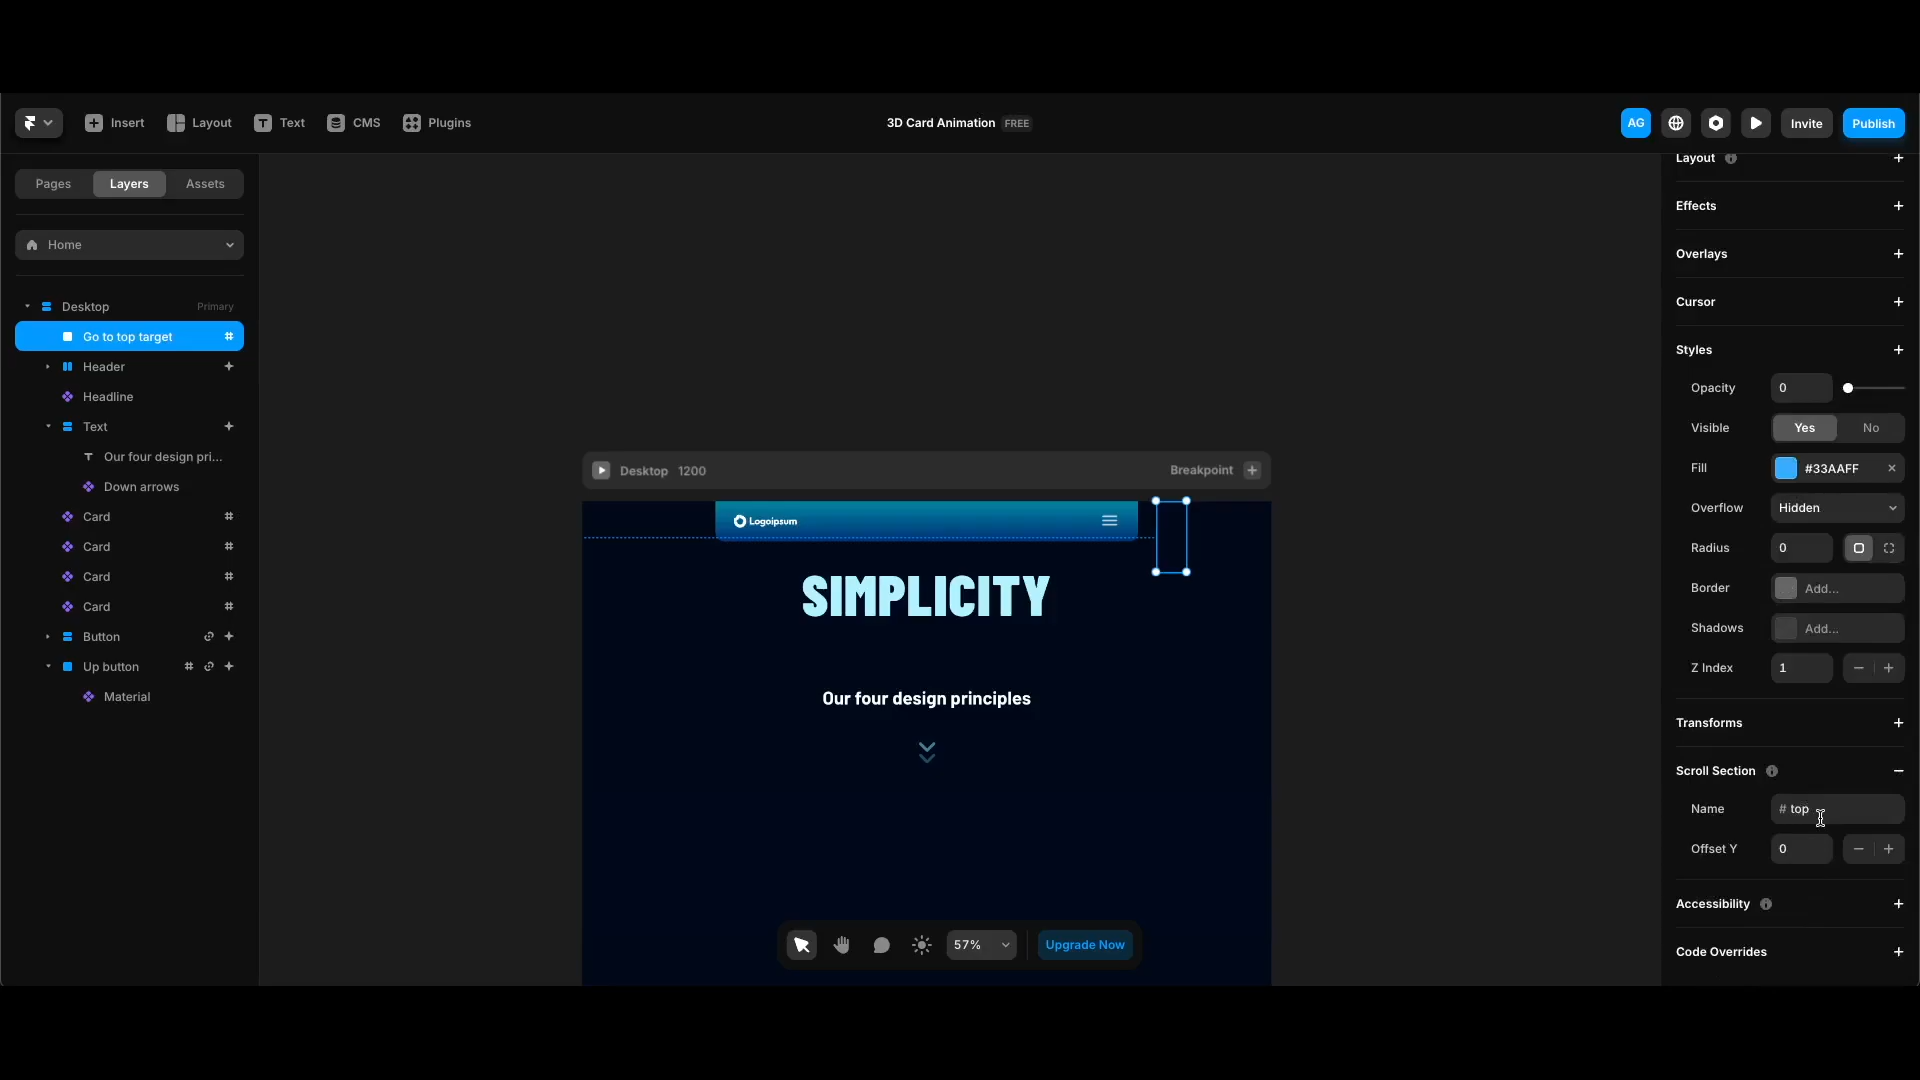 Insert
Layout
Text
CMS
Plugins
3D Card Animation FREE
AG
Invite
Publish
Pages
Layers
Assets
Home
Desktop Primary
Go to top target #
Header
Headline
Text
T Our four design pri...
Down arrows
Card #
Card #
Card #
Card #
Button
Up button #
Material
Desktop 1200
Breakpoint
Logoipsum
SIMPLICITY
Our four design principles
57%
Upgrade Now
Layout
Effects
Overlays
Cursor
Styles
Opacity 0
Visible Yes No
Fill #33AAFF
Overflow Hidden
Radius 0
Border Add...
Shadows Add...
Z Index 1
Transforms
Scroll Section
Name # top
Offset Y 0
Accessibility
Code Overrides